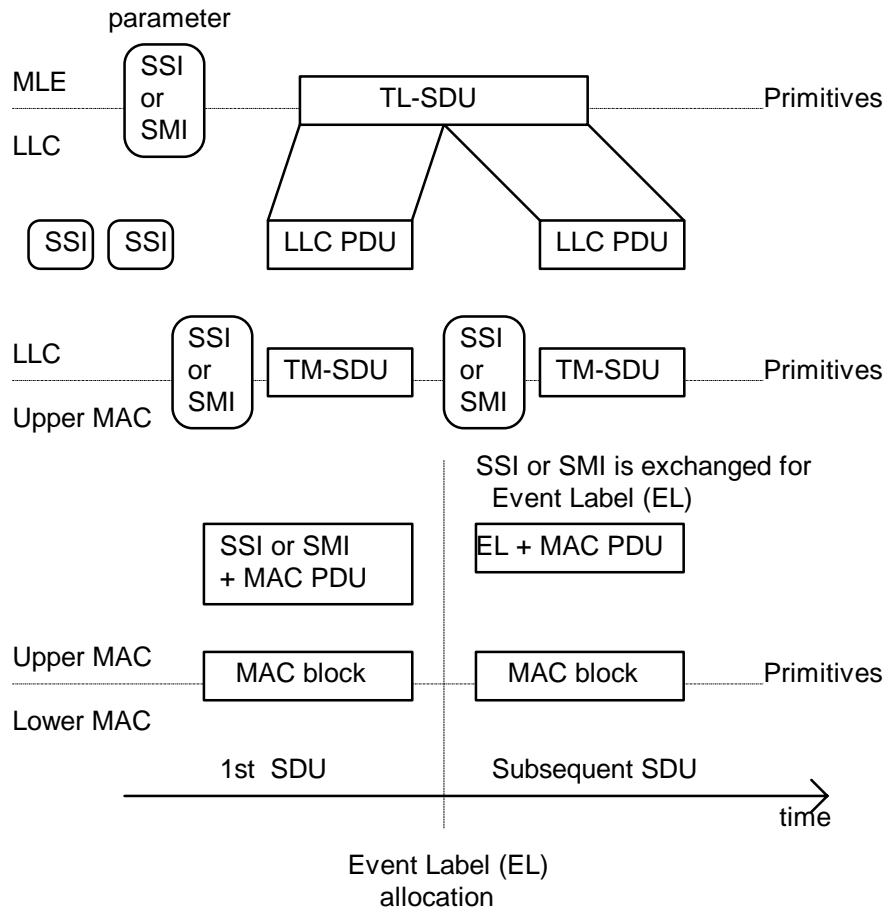 parameter
MLE
SSI
or
SMI
TL-SDU
Primitives
LLC
SSI
SSI
LLC PDU
LLC PDU
LLC
SSI
or
SMI
TM-SDU
SSI
or
SMI
TM-SDU
Primitives
Upper MAC
SSI or SMI is exchanged for
Event Label (EL)
SSI or SMI
+ MAC PDU
EL + MAC PDU
Upper MAC
MAC block
MAC block
Primitives
Lower MAC
1st SDU
Subsequent SDU
time
Event Label (EL)
allocation